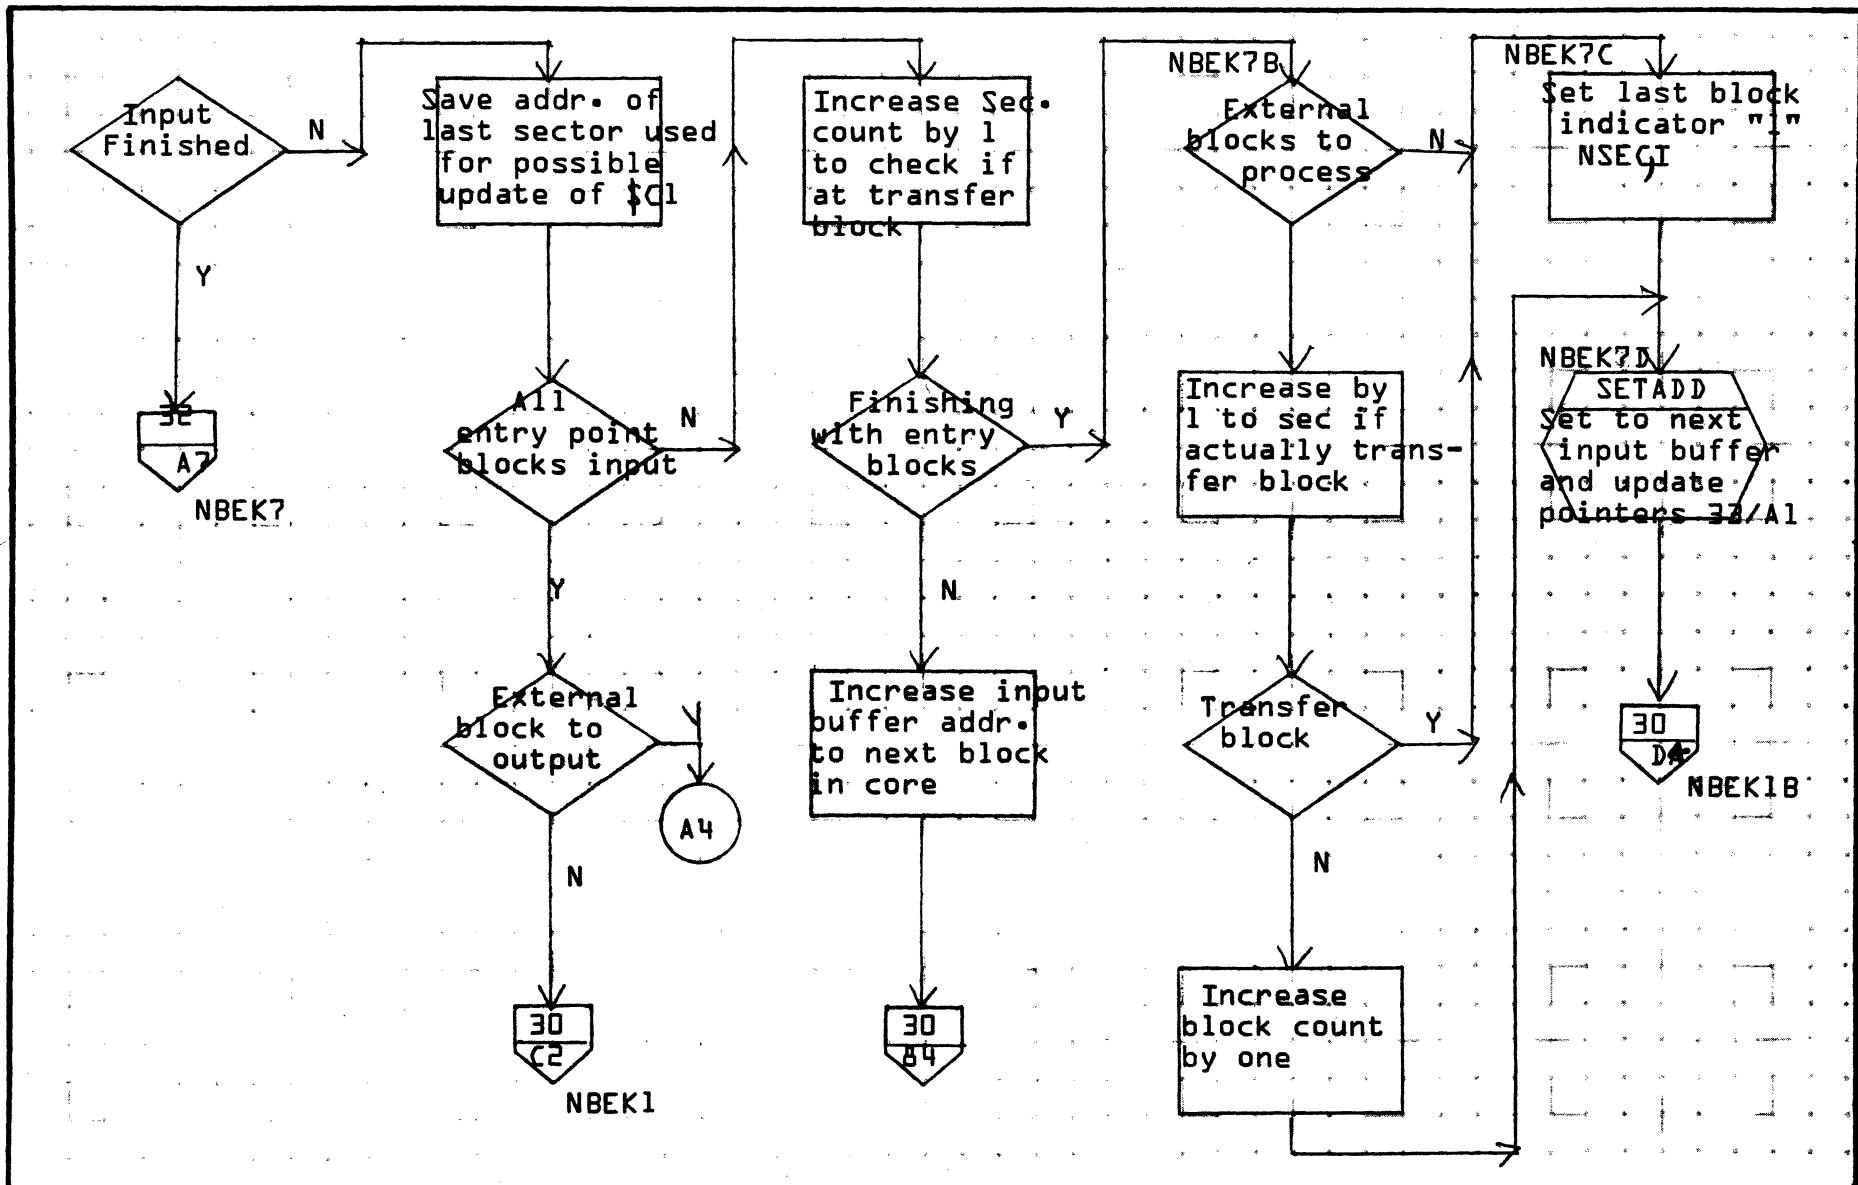 Input
Finished
N
Y
32
A7
NBEK7
Save addr. of
last sector used
for possible
update of $C1
All
entry point
blocks input
N
Y
External
block to
output
Y
A4
N
30
C2
NBEK1
Increase Sec.
count by 1
to check if
at transfer
block
Finishing
with entry
blocks
Y
N
Increase input
buffer addr.
to next block
in core
30
B4
NBEK7B
External
blocks to
process
N
Increase by
1 to sec if
actually trans-
fer block
Transfer
block
Y
N
Increase
block count
by one
NBEK7C
Set last block
indicator "1"
NSECT
NBEK7D
SETADD
Set to next
input buffer
and update
pointers 33/A1
30
D4
NBEK1B